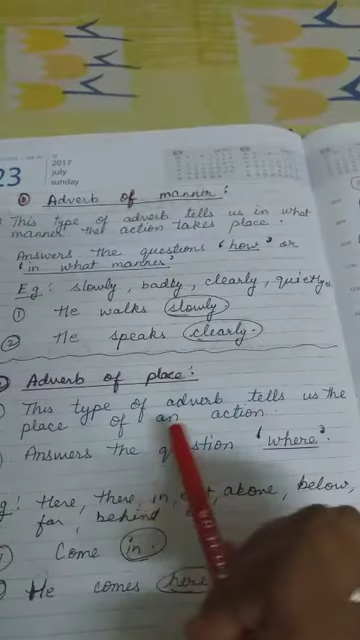 23
2017
july
sunday
Adverb of manner:
This type of adverb tells us in what
manner the action takes place.
Answers the questions 'how' or
'in what manner'
Eg: slowly, badly, clearly, quietly
① He walks slowly.
② He speaks clearly.
Adverb of place:
This type of adverb tells us the
place of an action.
Answers the question 'where'.
Here, there, in, above, below,
far, behind
Come in.
He comes here